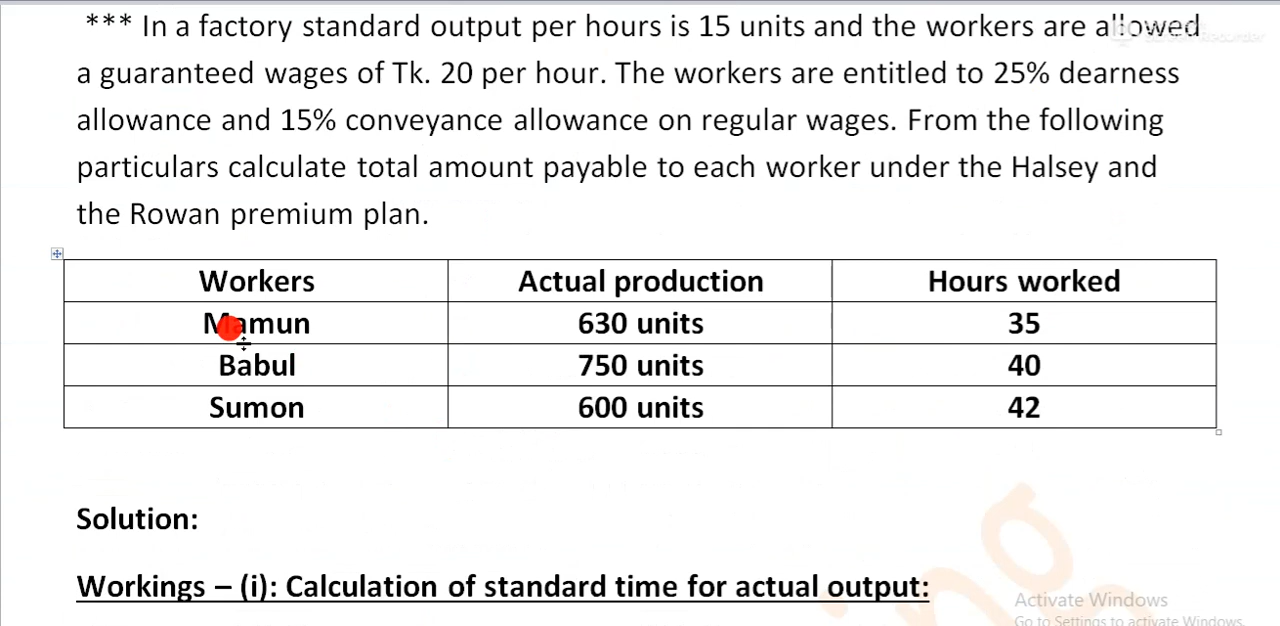 *** In a factory standard output per hours is 15 units and the workers are allowed
a guaranteed wages of Tk. 20 per hour. The workers are entitled to 25% dearness
allowance and 15% conveyance allowance on regular wages. From the following
particulars calculate total amount payable to each worker under the Halsey and
the Rowan premium plan.
Workers Actual production Hours worked
Mamun 630 units 35
Babul 750 units 40
Sumon 600 units 42
Solution:
Workings – (i): Calculation of standard time for actual output:
Activate Windows
Go to Settings to activate Windows.